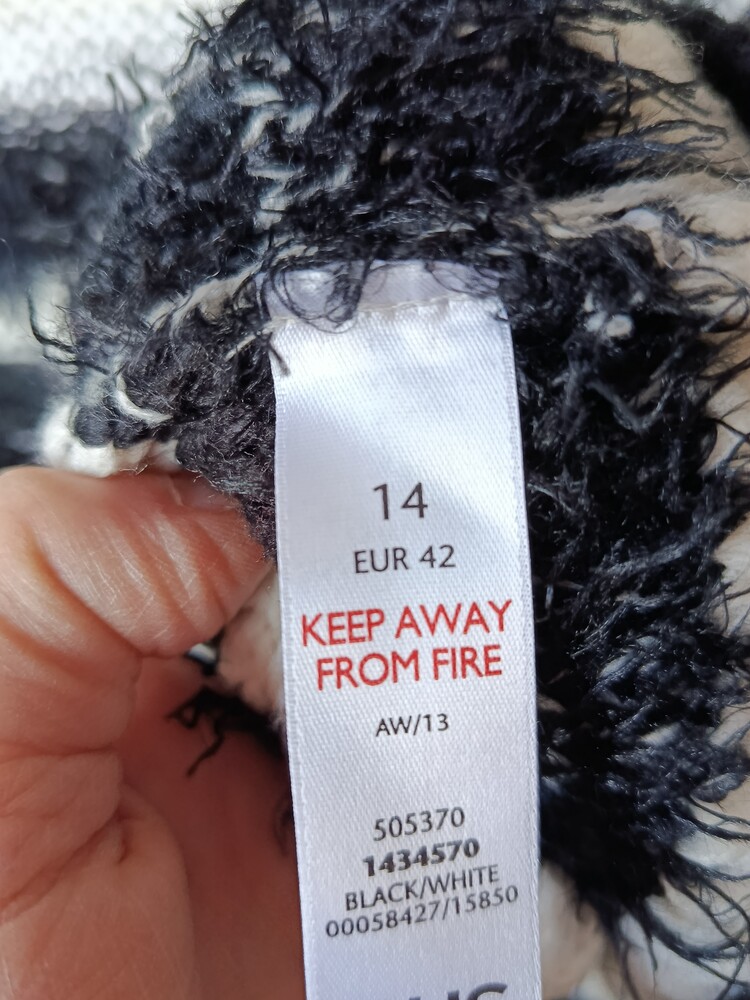 14
EUR 42
KEEP AWAY
FROM FIRE
AW/13
505370
1434570
BLACK/WHITE
00058427/15850